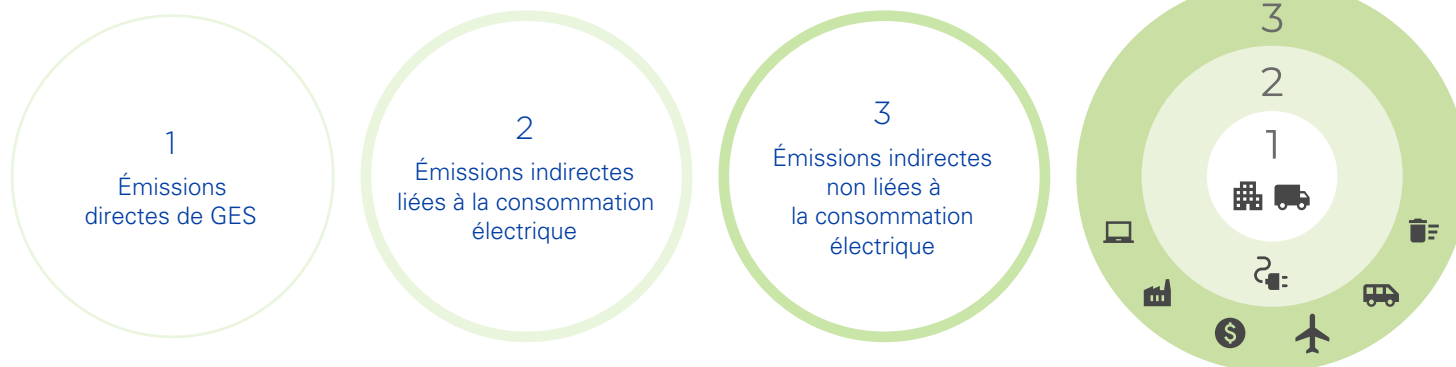 1
Émissions
directes de GES
2
Émissions indirectes
liées à la consommation
électrique
3
Émissions indirectes
non liées à
la consommation
électrique
3
2
1
$